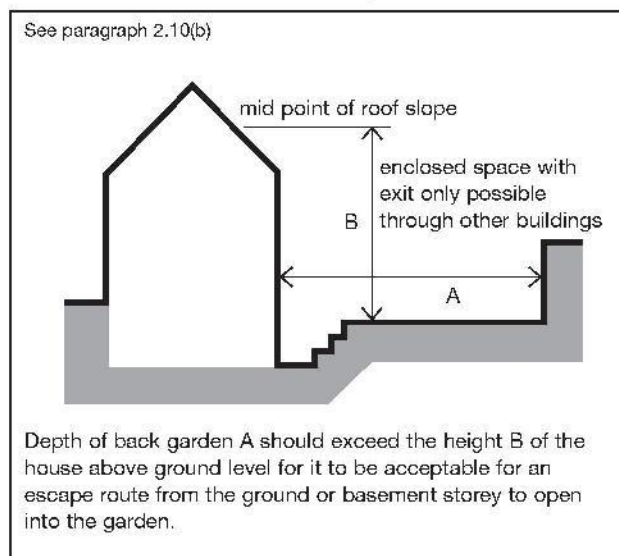 See paragraph 2.10(b)
mid point of roof slope
enclosed space with
exit only possible
through other buildings
B
A
Depth of back garden A should exceed the height B of the
house above ground level for it to be acceptable for an
escape route from the ground or basement storey to open
into the garden.